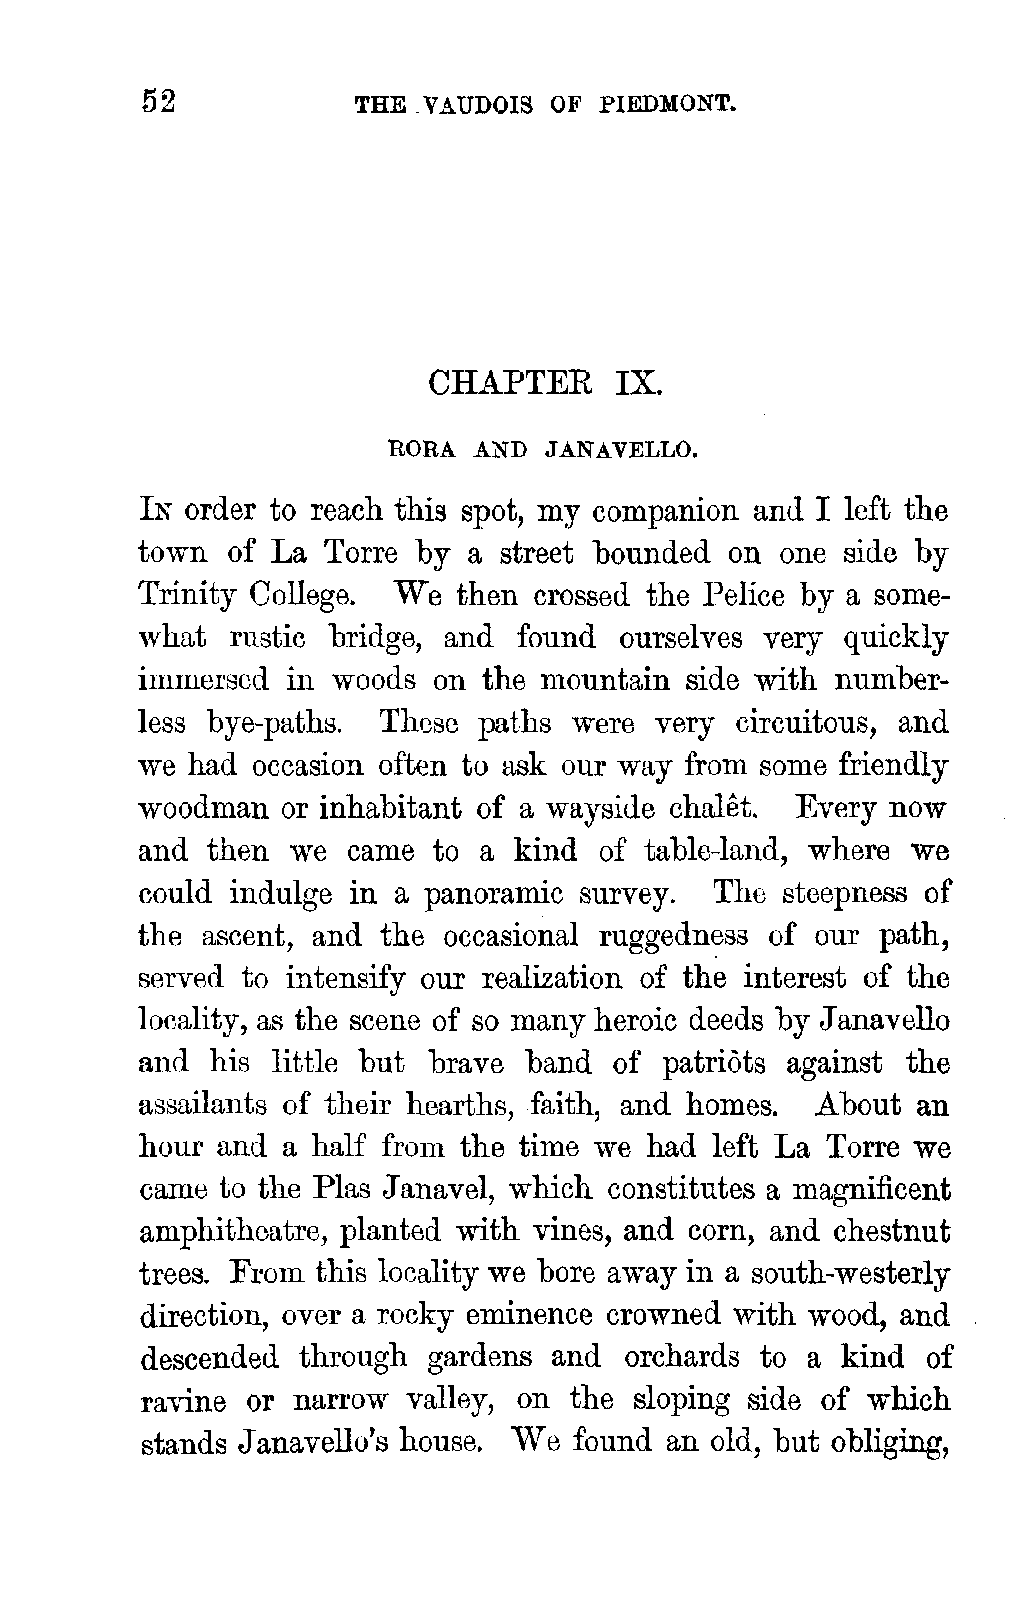 52 THE VAUDOIS OF PIEDMONT.
CHAPTER IX.
RORA AND JANAVELLO.
IN order to reach this spot, my companion and I left the
town of La Torre by a street bounded on one side by
Trinity College. We then crossed the Pelice by a some-
what rustic bridge, and found ourselves very quickly
immersed in woods on the mountain side with number-
less bye-paths. These paths were very circuitous, and
we had occasion often to ask our way from some friendly
woodman or inhabitant of a wayside chalêt. Every now
and then we came to a kind of table-land, where we
could indulge in a panoramic survey. The steepness of
the ascent, and the occasional ruggedness of our path,
served to intensify our realization of the interest of the
locality, as the scene of so many heroic deeds by Janavello
and his little but brave band of patriots against the
assailants of their hearths, faith, and homes. About an
hour and a half from the time we had left La Torre we
came to the Plas Janavel, which constitutes a magnificent
amphitheatre, planted with vines, and corn, and chestnut
trees. From this locality we bore away in a south-westerly
direction, over a rocky eminence crowned with wood, and
descended through gardens and orchards to a kind of
ravine or narrow valley, on the sloping side of which
stands Janavello's house. We found an old, but obliging,